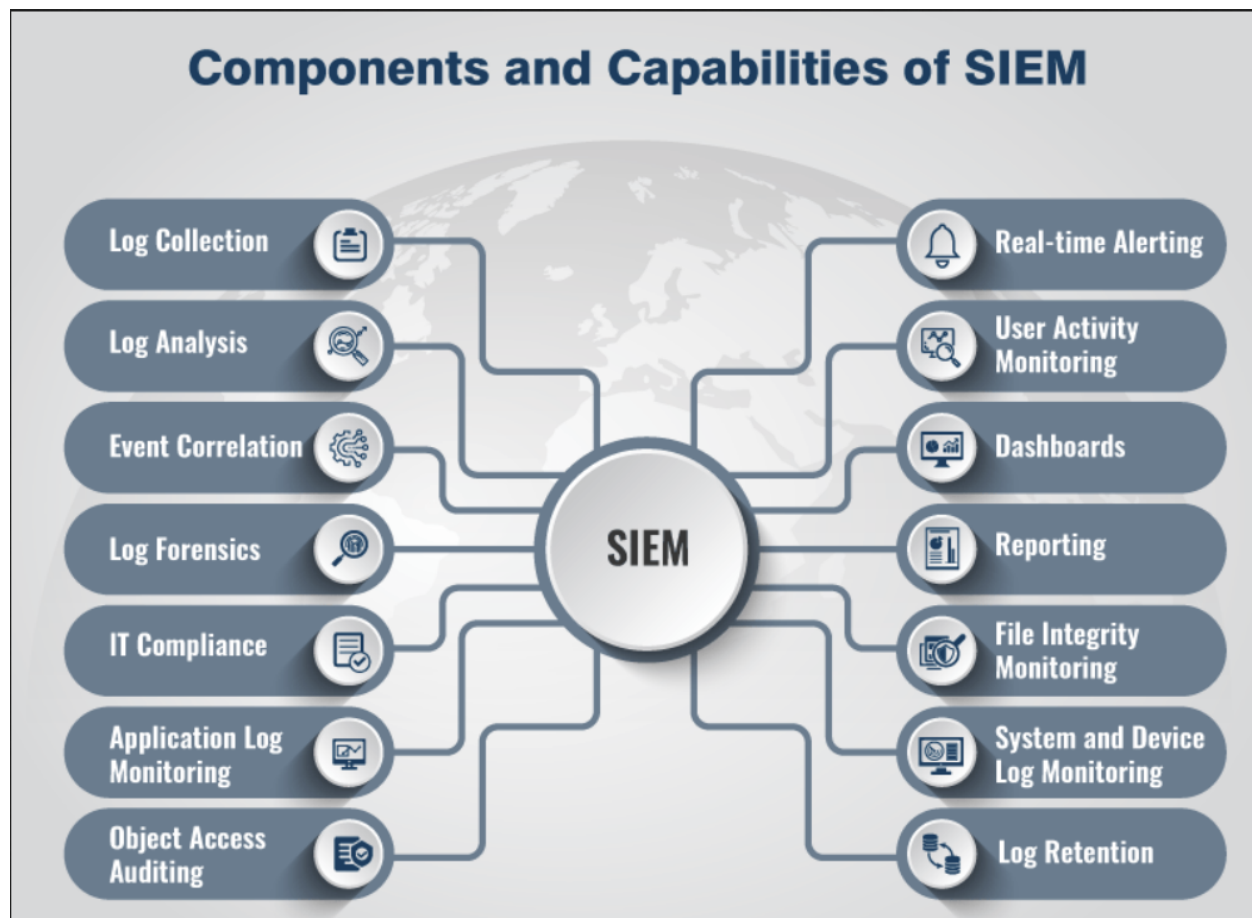 Components and Capabilities of SIEM
Log Collection
Log Analysis
Event Correlation
Log Forensics
IT Compliance
Application Log
Monitoring
Object Access
Auditing
SIEM
Real-time Alerting
User Activity
Monitoring
Dashboards
Reporting
File Integrity
Monitoring
System and Device
Log Monitoring
Log Retention